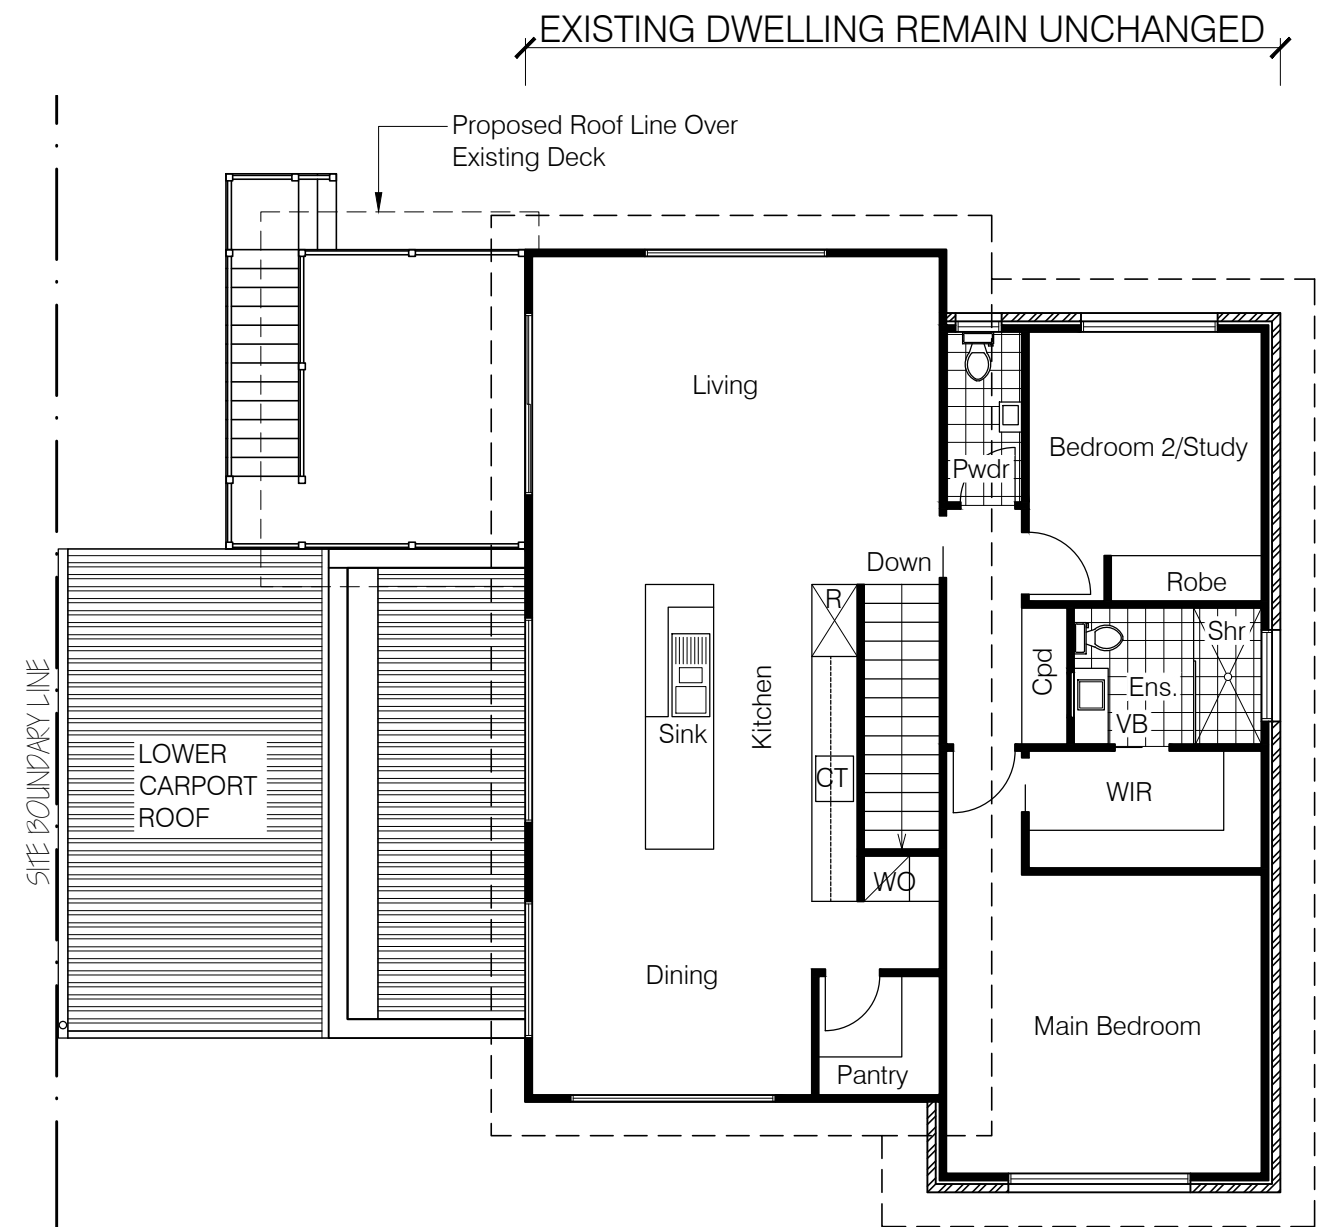 EXISTING DWELLING REMAIN UNCHANGED
Proposed Roof Line Over
Existing Deck
Living
Pwdr
Bedroom 2/Study
Down
Robe
R
Shr
Cpd
Ens.
VB
Kitchen
Sink
SITE BOUNDARY LINE
LOWER
CARPORT
ROOF
CT
WIR
WO
Dining
Main Bedroom
Pantry